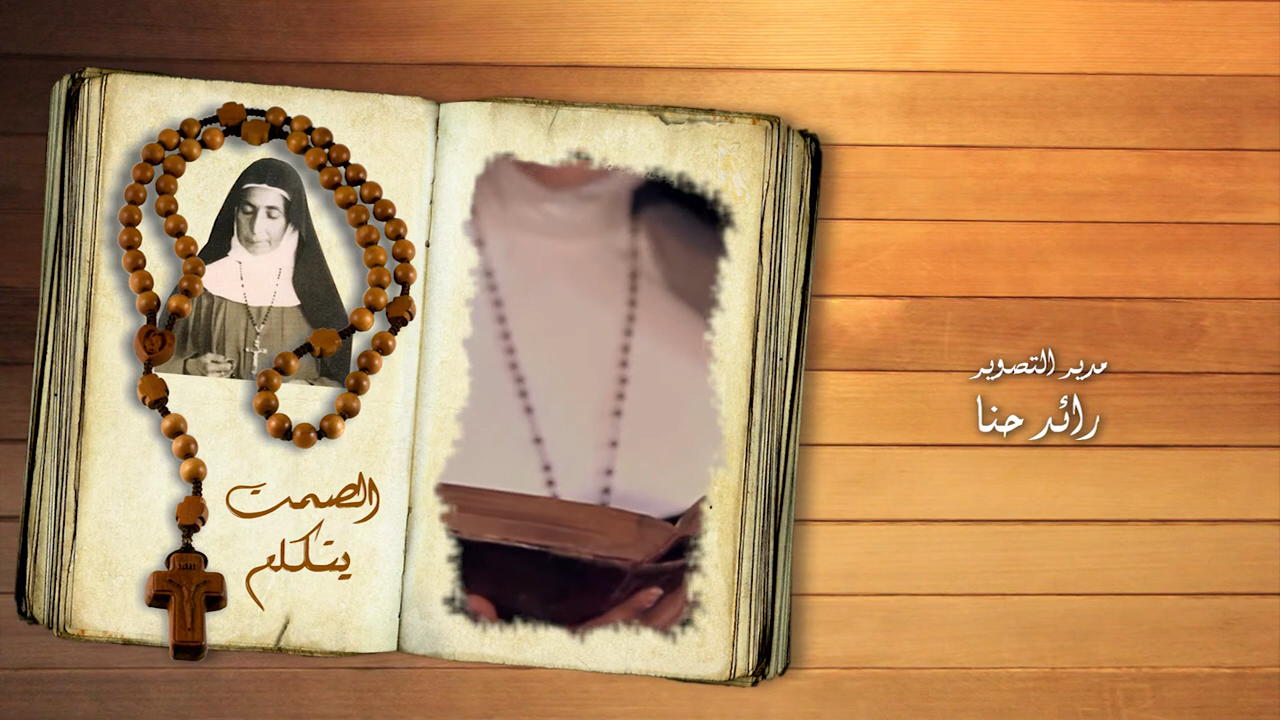 الصمت
يتكلم
مدير التصوير
رائد حنا